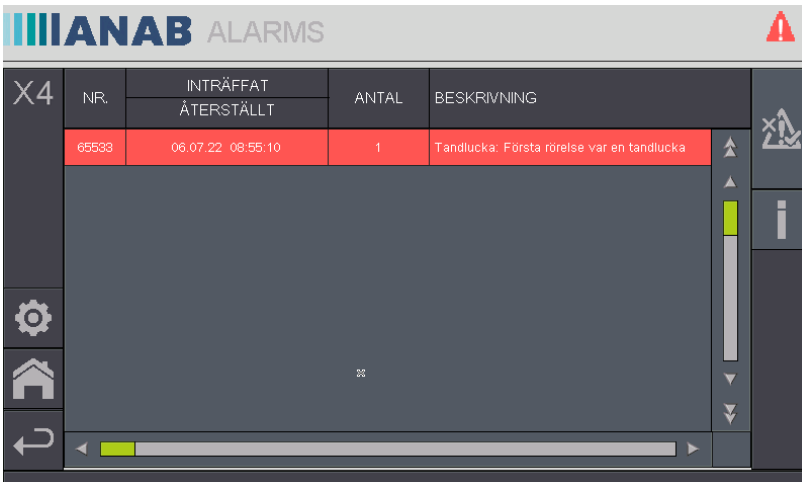 ANAB ALARMS
X4
NR.
INTRÄFFAT
ÅTERSTÄLLT
ANTAL
BESKRIVNING
65533 06.07.22 08:55:10 1 Tandlucka: Första rörelse var en tandlucka